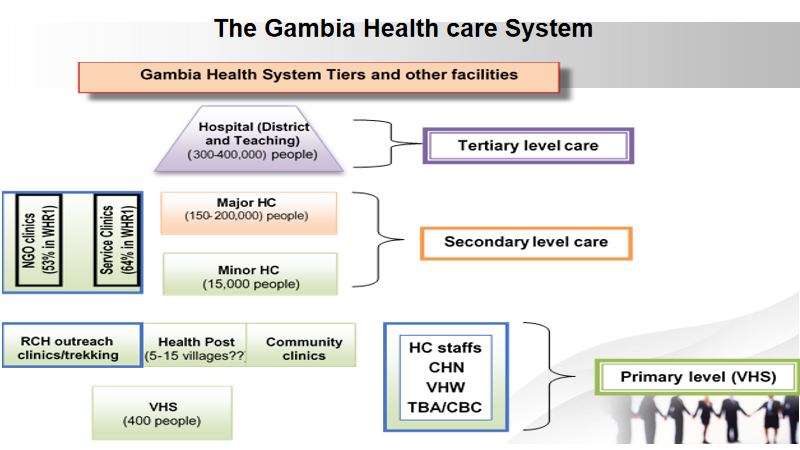 The Gambia Health care System
Gambia Health System Tiers and other facilities
Hospital (District
and Teaching)
(300-400,000) people)
Tertiary level care
NGO clinics
(53% in WHR1)
Service Clinics
(64% in WHR1)
Major HC
(150-200,000) people)
Minor HC
(15,000 people)
Secondary level care
RCH outreach
clinics/trekking
Health Post
(5-15 villages??)
Community
clinics
VHS
(400 people)
HC staffs
CHN
VHW
TBA/CBC
Primary level (VHS)